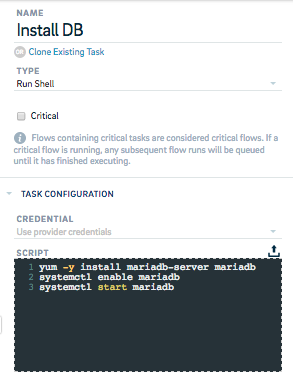 NAME
Install DB
DB Clone Existing Task
TYPE
Run Shell
Critical
Flows containing critical tasks are considered critical flows. If a
critical flow is running, any subsequent flow runs will be queued
until it has finished executing.
TASK CONFIGURATION
CREDENTIAL
Use provider credentials
SCRIPT
1 yum -y install mariadb-server mariadb
2 systemctl enable mariadb
3 systemctl start mariadb